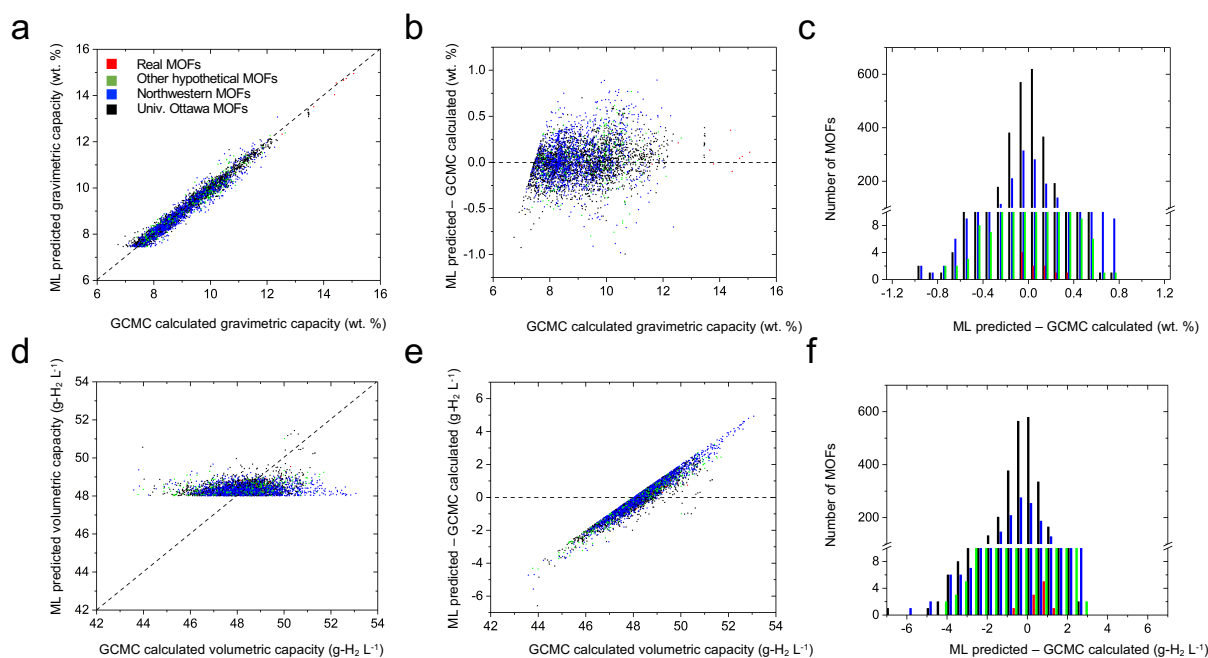 a
ML predicted gravimetric capacity (wt. %)
16
14
12
10
8
6
Real MOFs
Other hypothetical MOFs
Northwestern MOFs
Univ. Ottawa MOFs
6 8 10 12 14 16
GCMC calculated gravimetric capacity (wt. %)
b
ML predicted – GCMC calculated (wt. %)
1.0
0.5
0.0
-0.5
-1.0
6 8 10 12 14 16
GCMC calculated gravimetric capacity (wt. %)
c
Number of MOFs
600
400
200
8
4
0
-1.2 -0.8 -0.4 0.0 0.4 0.8 1.2
ML predicted – GCMC calculated (wt. %)
d
ML predicted volumetric capacity (g-H₂ L⁻¹)
54
52
50
48
46
44
42
42 44 46 48 50 52 54
GCMC calculated volumetric capacity (g-H₂ L⁻¹)
e
ML predicted – GCMC calculated (g-H₂ L⁻¹)
6
4
2
0
-2
-4
-6
42 44 46 48 50 52 54
GCMC calculated volumetric capacity (g-H₂ L⁻¹)
f
Number of MOFs
600
400
200
8
4
0
-6 -4 -2 0 2 4 6
ML predicted – GCMC calculated (g-H₂ L⁻¹)